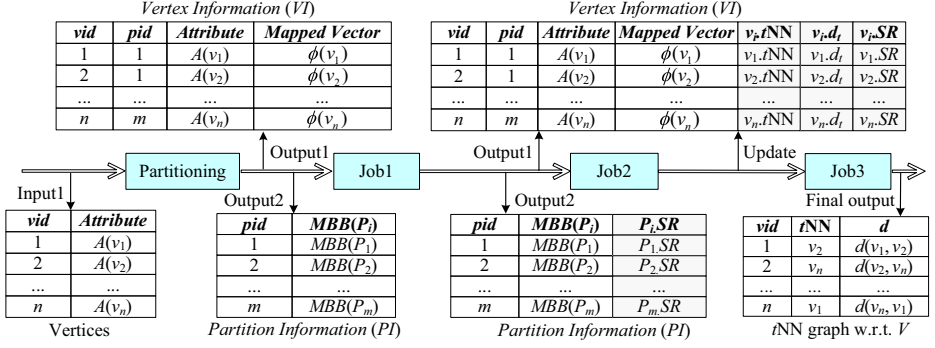 Vertex Information (VI)
vid pid Attribute Mapped Vector
1 1 A(v₁) ϕ(v₁)
2 1 A(v₂) ϕ(v₂)
... ... ...
n m A(vₙ) ϕ(vₙ)
Vertex Information (VI)
vid pid Attribute Mapped Vector vᵢ.tNN vᵢ.dₜ vᵢ.SR
1 1 A(v₁) ϕ(v₁) v₁.tNN v₁.dₜ v₁.SR
2 1 A(v₂) ϕ(v₂) v₂.tNN v₂.dₜ v₂.SR
... ... ... ... ... ...
n m A(vₙ) ϕ(vₙ) vₙ.tNN vₙ.dₜ vₙ.SR
Output1 Output1 Update
Partitioning Job1 Job2 Job3
Input1 Output2 Output2 Final output
vid Attribute
1 A(v₁)
2 A(v₂)
... ...
n A(vₙ)
Vertices
pid MBB(Pᵢ)
1 MBB(P₁)
2 MBB(P₂)
... ...
m MBB(Pₘ)
Partition Information (PI)
pid MBB(Pᵢ) Pᵢ.SR
1 MBB(P₁) P₁.SR
2 MBB(P₂) P₂.SR
... ... ...
m MBB(Pₘ) Pₘ.SR
Partition Information (PI)
vid tNN d
1 v₂ d(v₁, v₂)
2 vₙ d(v₂, vₙ)
... ... ...
n v₁ d(vₙ, v₁)
tNN graph w.r.t. V